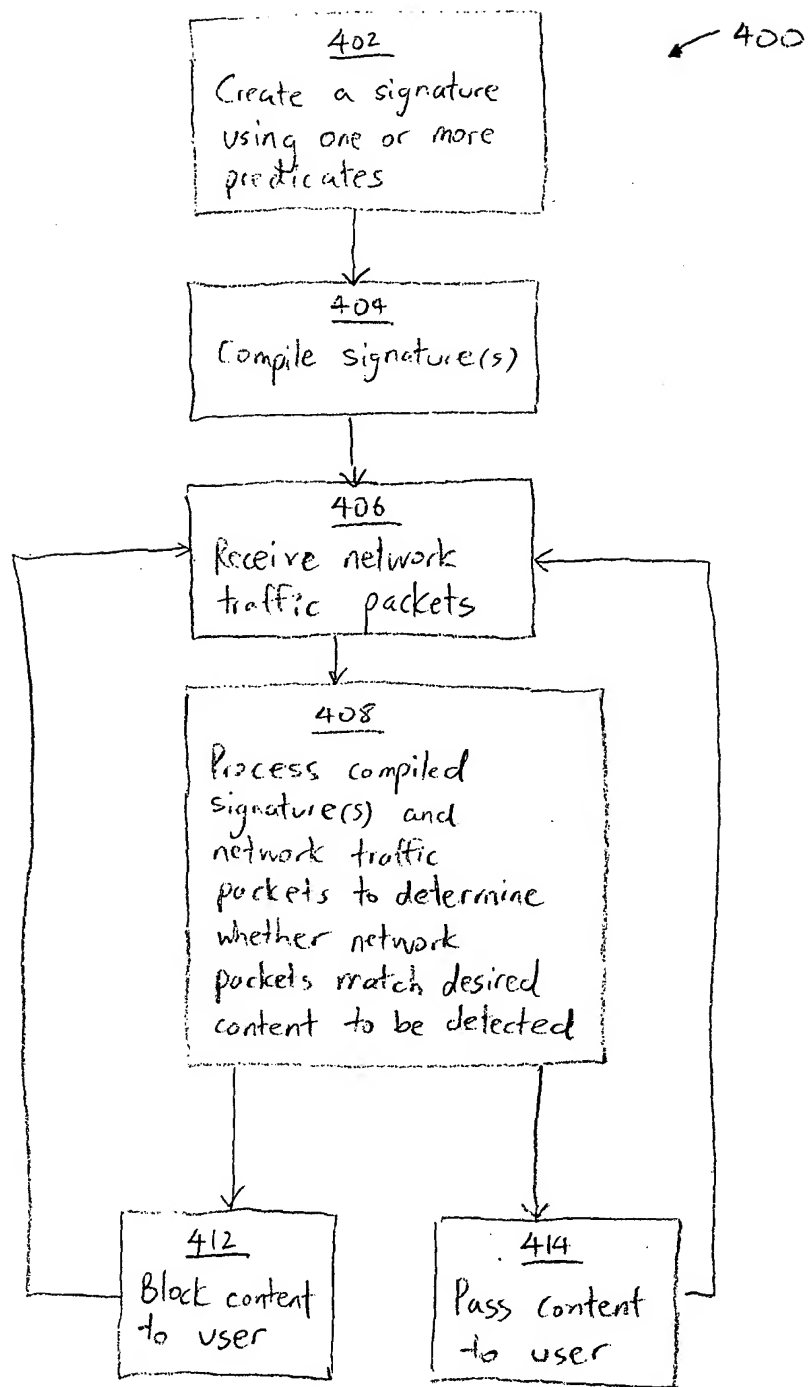 402
400
Create a signature
using one or more
predicates
404
Compile signature(s)
406
Receive network
traffic packets
408
Process compiled
signature(s) and
network traffic
packets to determine
whether network
packets match desired
content to be detected
412
Block content
to user
414
Pass content
to user